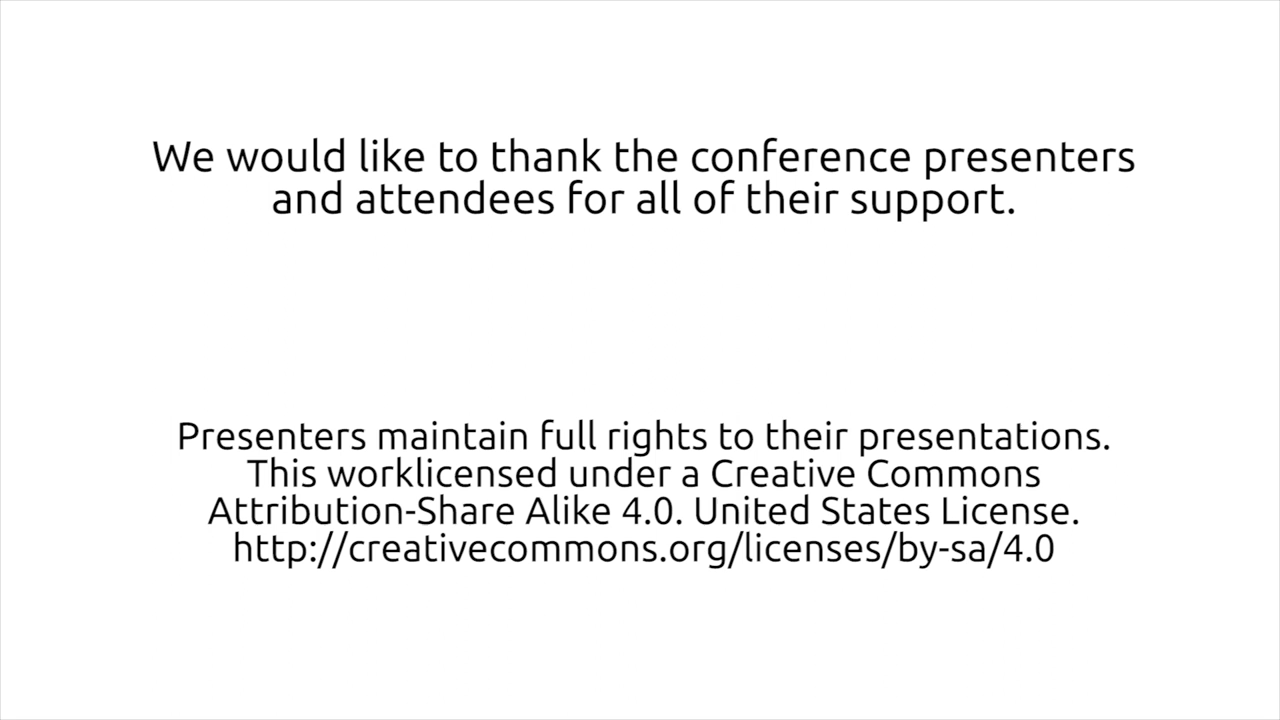 We would like to thank the conference presenters
and attendees for all of their support.
Presenters maintain full rights to their presentations.
This worklicensed under a Creative Commons
Attribution-Share Alike 4.0. United States License.
http://creativecommons.org/licenses/by-sa/4.0